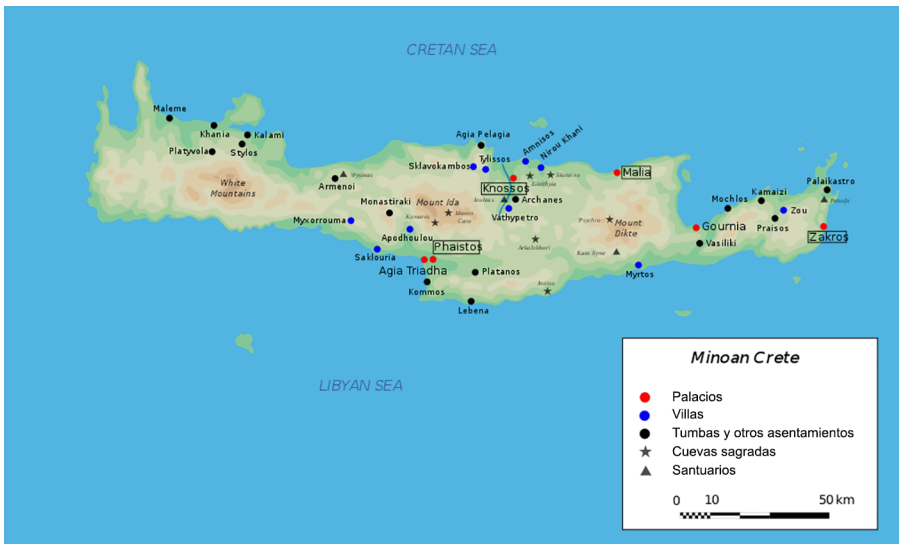 CRETAN SEA
Maleme
Khania
Kalami
Platyvola
Stylos
Agia Pelagia
Amnisos
Nirou Khani
Tylissos
Sklavokambos
Malia
Armenoi
White
Mountains
Knossos
Monastiraki
Mount Ida
Kamares
Archanes
Vathypetro
Myxorrouma
Apodhoulou
Psychro
Mount
Dikte
Mochlos
Kamaizi
Palaikastro
Zou
Praisos
Gournia
Zakros
Vasiliki
Saklouria
Phaistos
Arkalokhori
Agia Triadha
Platanos
Kommos
Myrtos
Lebena
LIBYAN SEA
Minoan Crete
Palacios
Villas
Tumbas y otros asentamientos
Cuevas sagradas
Santuarios
0 10 50 km